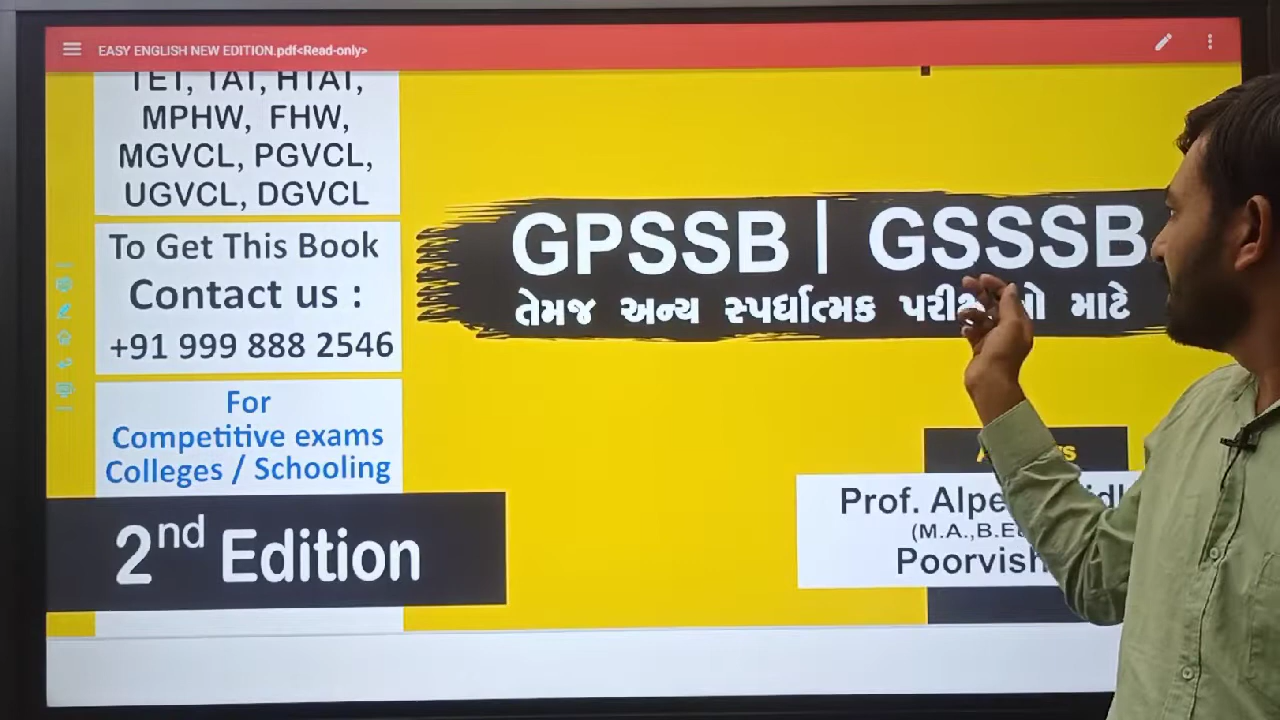 EASY ENGLISH NEW EDITION.pdf<Read-only>
TET, TAT, HTAT,
MPHW, FHW,
MGVCL, PGVCL,
UGVCL, DGVCL
To Get This Book
Contact us :
+91 999 888 2546
For
Competitive exams
Colleges / Schooling
2nd Edition
GPSSB | GSSSB
તેમજ અન્ય સ્પર્ધાત્મક માટે
Prof.
(M.A.,